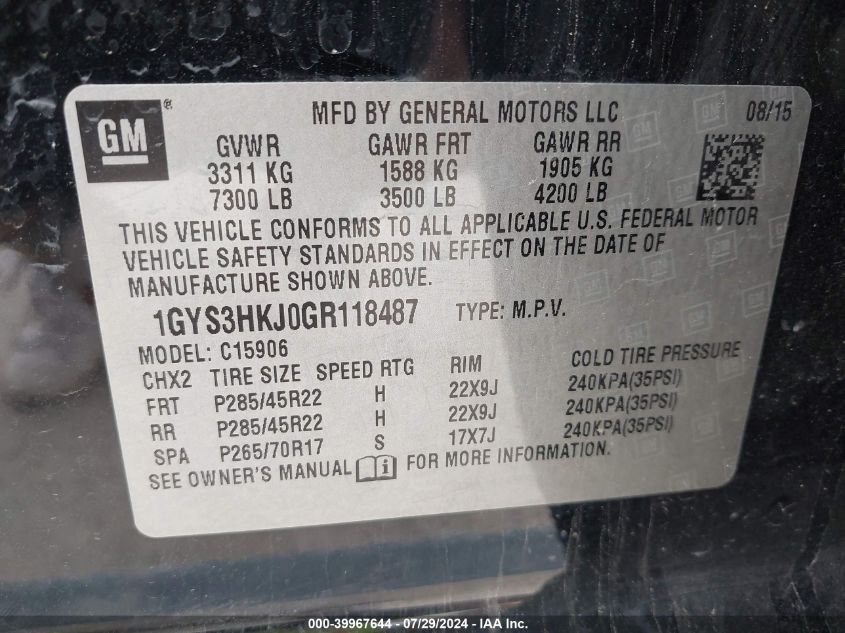 GM ® MFD BY GENERAL MOTORS LLC 08/15
GVWR GAWR FRT GAWR RR
3311 KG 1588 KG 1905 KG
7300 LB 3500 LB 4200 LB
THIS VEHICLE CONFORMS TO ALL APPLICABLE U.S. FEDERAL MOTOR
VEHICLE SAFETY STANDARDS IN EFFECT ON THE DATE OF
MANUFACTURE SHOWN ABOVE.
1GYS3HKJ0GR118487 TYPE: M.P.V.
MODEL: C15906
CHX2 TIRE SIZE SPEED RTG RIM COLD TIRE PRESSURE
FRT P285/45R22 H 22X9J 240KPA(35PSI)
RR P285/45R22 H 22X9J 240KPA(35PSI)
SPA P265/70R17 S 17X7J 240KPA(35PSI)
SEE OWNER'S MANUAL i FOR MORE INFORMATION.
000-39967644 - 07/29/2024 - IAA Inc.